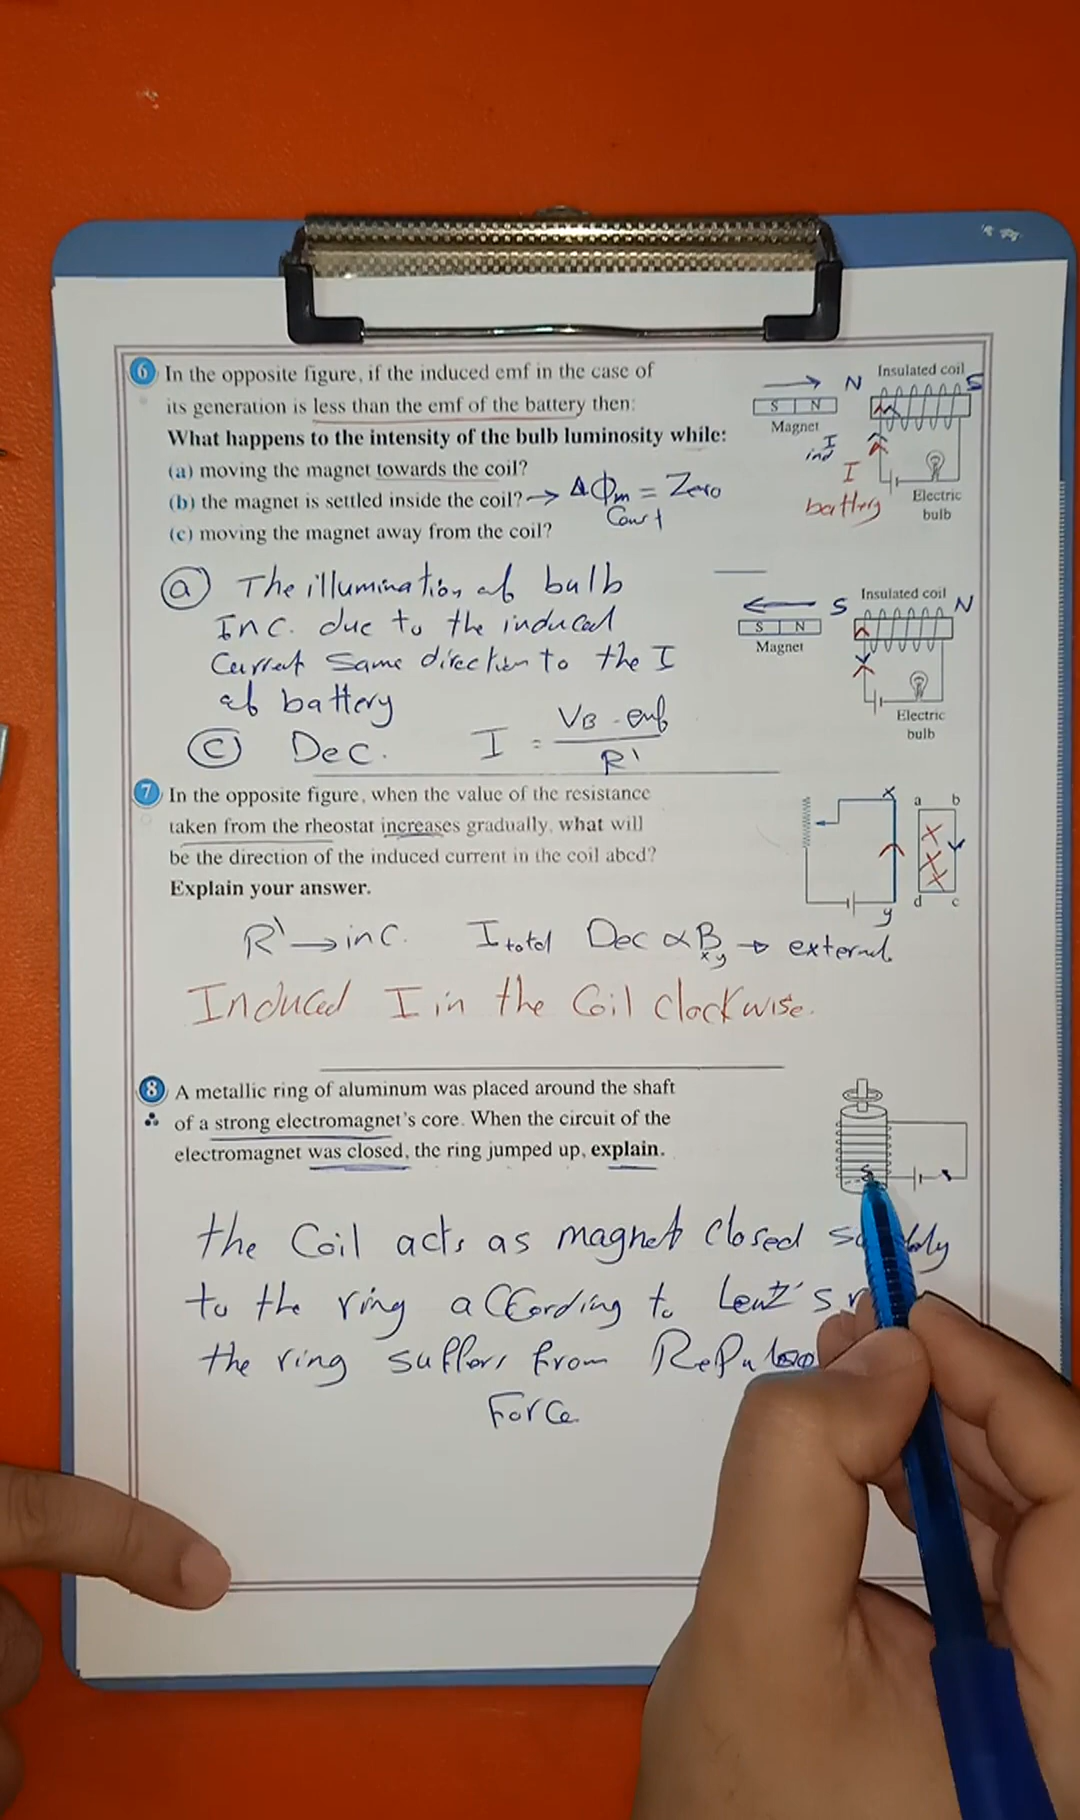 6 In the opposite figure, if the induced emf in the case of
its generation is less than the emf of the battery then:
What happens to the intensity of the bulb luminosity while:
(a) moving the magnet towards the coil?
(b) the magnet is settled inside the coil? → ΔΦm = Zero
Const
(c) moving the magnet away from the coil?
N
Insulated coil
S
S N
Magnet
I
ind
I
battery
Electric
bulb
(a) The illumination of bulb
Inc. due to the induced
Current same direction to the I
of battery
(c) Dec. I = VB - emf
R\
S
Insulated coil
N
S N
Magnet
Electric
bulb
7 In the opposite figure, when the value of the resistance
taken from the rheostat increases gradually, what will
be the direction of the induced current in the coil abcd?
Explain your answer.
x a b
y d c
R\ → inc. I total Dec ∝ B xy → external
Induced I in the Coil clockwise.
8 A metallic ring of aluminum was placed around the shaft
of a strong electromagnet's core. When the circuit of the
electromagnet was closed, the ring jumped up, explain.
S
the Coil acts as magnet closed
to the ring according to Lenz's
the ring suffers from
Force